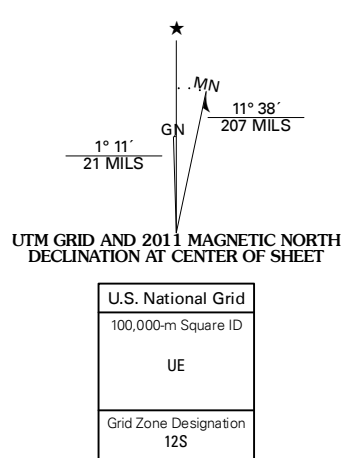 MN
11° 38´
207 MILS
GN
1° 11´
21 MILS
UTM GRID AND 2011 MAGNETIC NORTH
DECLINATION AT CENTER OF SHEET
U.S. National Grid
100,000-m Square ID
UE
Grid Zone Designation
12S